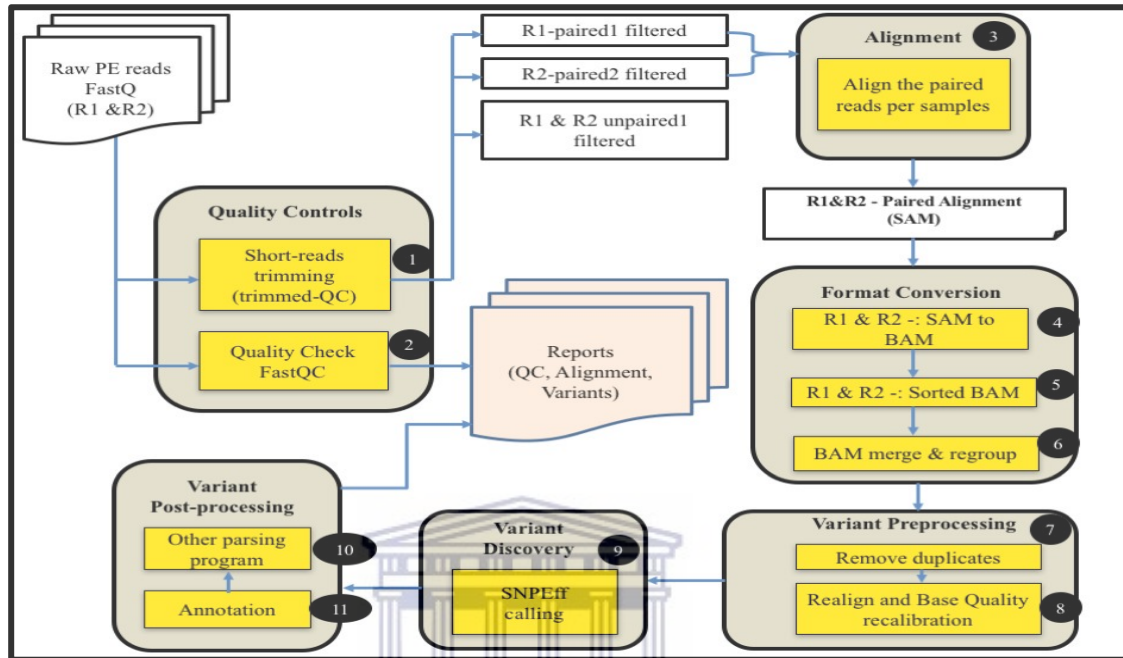 Raw PE reads
FastQ
(R1 &R2)
R1-paired1 filtered
R2-paired2 filtered
R1 & R2 unpaired1
filtered
Alignment
3
Align the paired
reads per samples
R1&R2 - Paired Alignment
(SAM)
Quality Controls
Short-reads
trimming
(trimmed-QC)
1
Quality Check
FastQC
2
Reports
(QC, Alignment,
Variants)
Format Conversion
R1 & R2 -: SAM to
BAM
4
R1 & R2 -: Sorted BAM
5
BAM merge & regroup
6
Variant Preprocessing
7
Remove duplicates
Realign and Base Quality
recalibration
8
Variant
Discovery
9
SNPEff
calling
Variant
Post-processing
Other parsing
program
10
Annotation
11